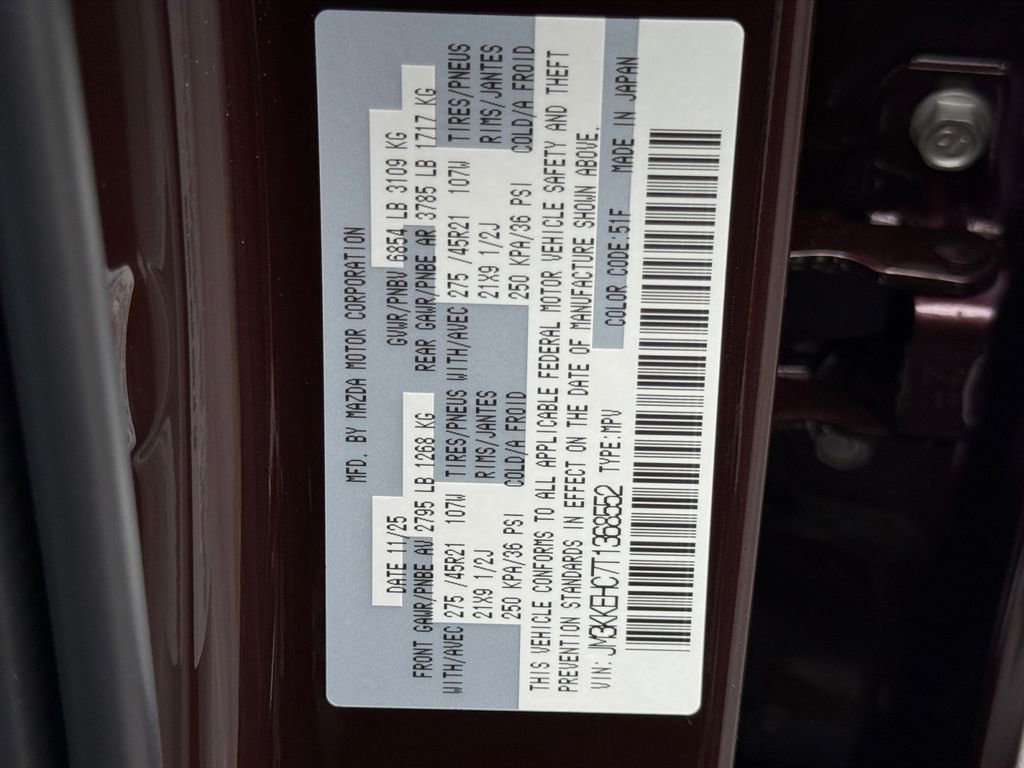 MFD. BY MAZDA MOTOR CORPORATION
DATE 11/25 GVWR/PNBV 6854 LB 3109 KG
FRONT GAWR/PNBE AV 2795 LB 1268 KG REAR GAWR/PNBE AR 3785 LB 1717 KG
WITH/AVEC 275 /45R21 107W TIRES/PNEUS WITH/AVEC 275 /45R21 107W TIRES/PNEUS
21X9 1/2J RIMS/JANTES 21X9 1/2J RIMS/JANTES
250 KPA/36 PSI COLD/A FROID 250 KPA/36 PSI COLD/A FROID
THIS VEHICLE CONFORMS TO ALL APPLICABLE FEDERAL MOTOR VEHICLE SAFETY AND THEFT
PREVENTION STANDARDS IN EFFECT ON THE DATE OF MANUFACTURE SHOWN ABOVE.
VIN: JM3KKEHC7T1368552 TYPE:MPV COLOR CODE:51F MADE IN JAPAN